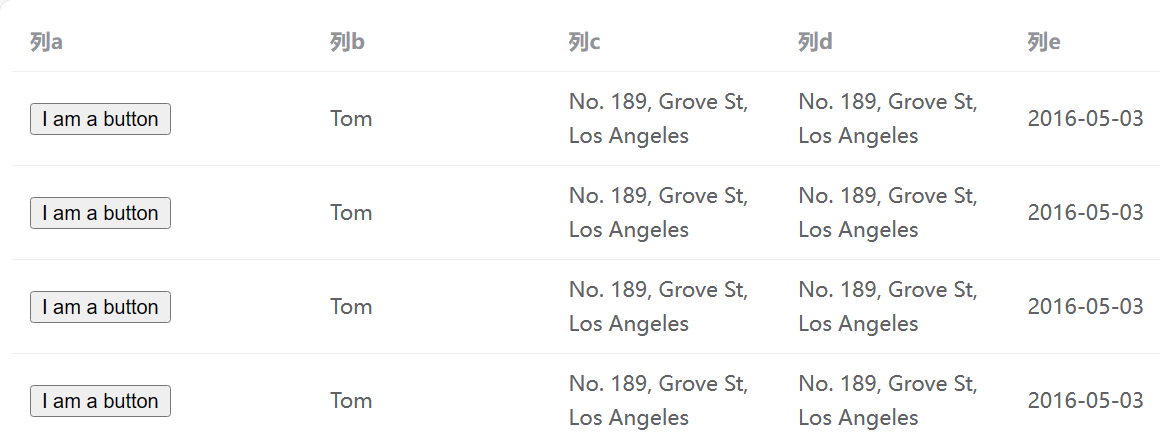 列a 列b 列c 列d 列e
I am a button Tom No. 189, Grove St, Los Angeles No. 189, Grove St, Los Angeles 2016-05-03
I am a button Tom No. 189, Grove St, Los Angeles No. 189, Grove St, Los Angeles 2016-05-03
I am a button Tom No. 189, Grove St, Los Angeles No. 189, Grove St, Los Angeles 2016-05-03
I am a button Tom No. 189, Grove St, Los Angeles No. 189, Grove St, Los Angeles 2016-05-03